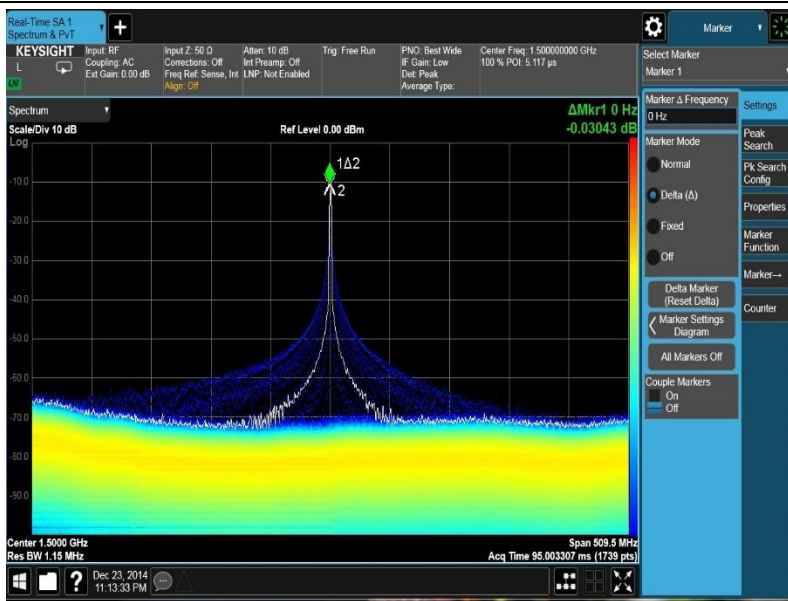 Real-Time SA 1
Spectrum & PvT
+
Marker
KEYSIGHT
L
Input: RF
Coupling: AC
Ext Gain: 0.00 dB
Input Z: 50 Ω
Corrections: Off
Freq Ref: Sense, Int
Align: Off
Atten: 10 dB
Int Preamp: Off
LNP: Not Enabled
Trig: Free Run
PNO: Best Wide
IF Gain: Low
Det: Peak
Average Type:
Center Freq: 1.500000000 GHz
100 % POI: 5.117 µs
Select Marker
Marker 1
Spectrum
Scale/Div 10 dB
Log
Ref Level 0.00 dBm
ΔMkr1 0 Hz
-0.03043 dB
1Δ2
2
-10.0
-20.0
-30.0
-40.0
-50.0
-60.0
-70.0
-80.0
-90.0
Center 1.5000 GHz
Res BW 1.15 MHz
Span 509.5 MHz
Acq Time 95.003307 ms (1739 pts)
Marker Δ Frequency
0 Hz
Marker Mode
Normal
Delta (Δ)
Fixed
Off
Delta Marker
(Reset Delta)
Marker Settings
Diagram
All Markers Off
Couple Markers
On
Off
Settings
Peak
Search
Pk Search
Config
Properties
Marker
Function
Marker→
Counter
?
Dec 23, 2014
11:13:33 PM